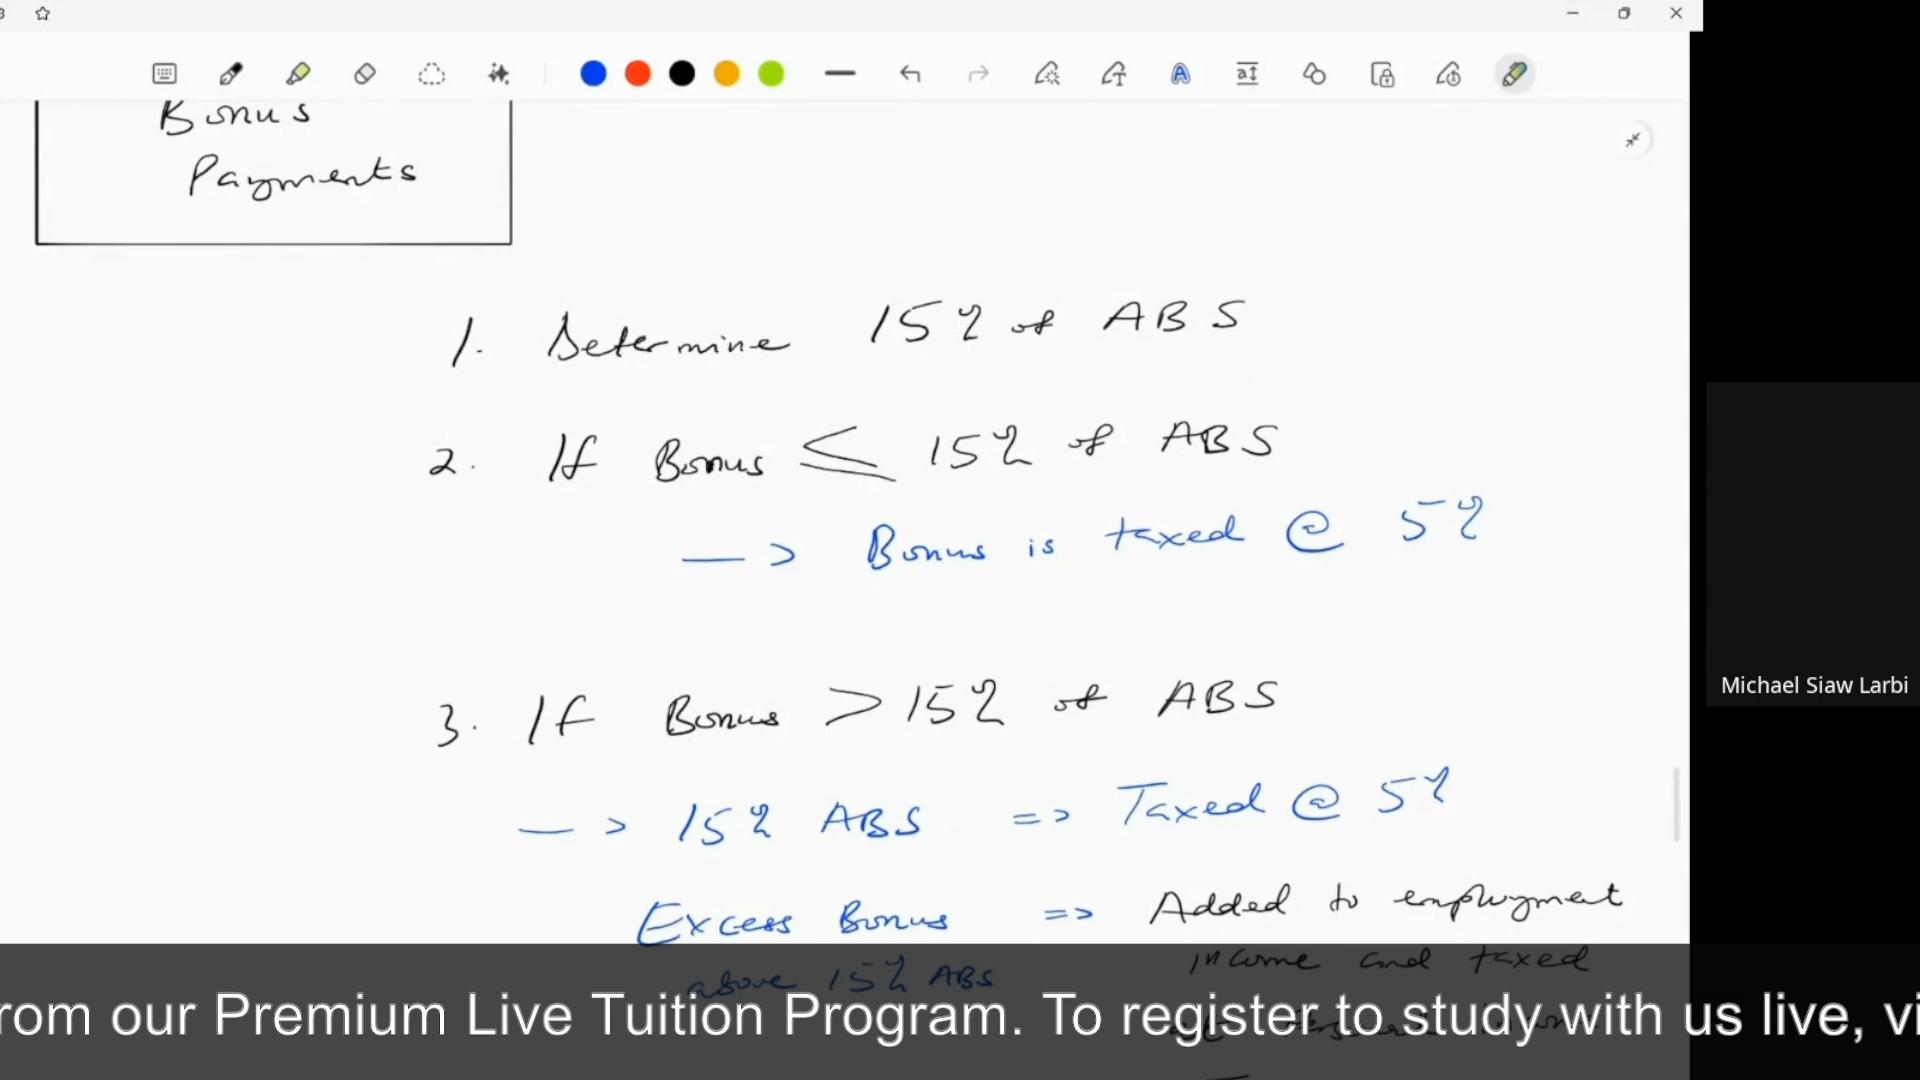 Bonus
Payments
1. Determine 15% of ABS
2. If Bonus ≤ 15% of ABS
—> Bonus is taxed @ 5%
3. If Bonus > 15% of ABS
—> 15% ABS => Taxed @ 5%
Excess Bonus => Added to employment
above 15% ABS income and taxed
Michael Siaw Larbi
rom our Premium Live Tuition Program. To register to study with us live, vi